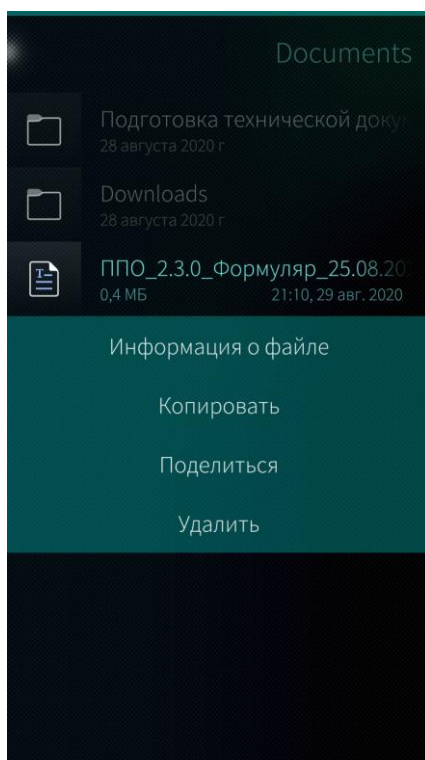 Documents
Подготовка технической доку
28 августа 2020 г
Downloads
28 августа 2020 г
ППО_2.3.0_Формуляр_25.08.20
0,4 МБ 21:10, 29 авг. 2020
Информация о файле
Копировать
Поделиться
Удалить